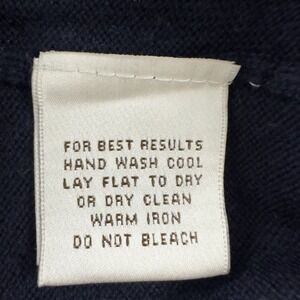 FOR BEST RESULTS
HAND WASH COOL
LAY FLAT TO DRY
OR DRY CLEAN
WARM IRON
DO NOT BLEACH